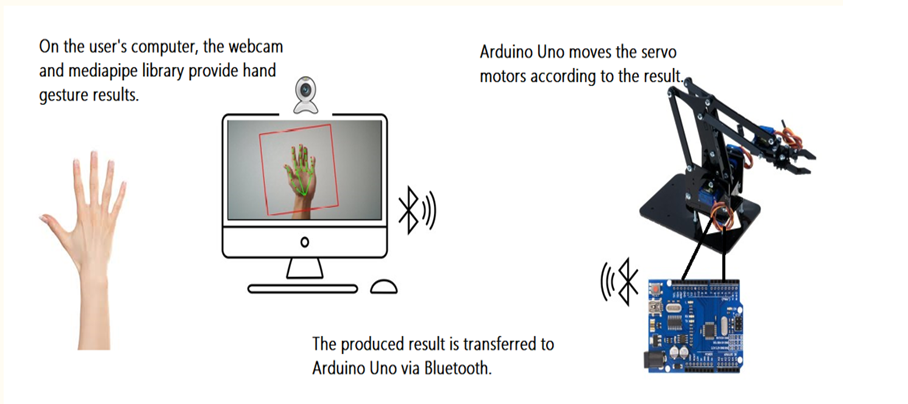 On the user's computer, the webcam
and mediapipe library provide hand
gesture results.
Arduino Uno moves the servo
motors according to the result.
The produced result is transferred to
Arduino Uno via Bluetooth.